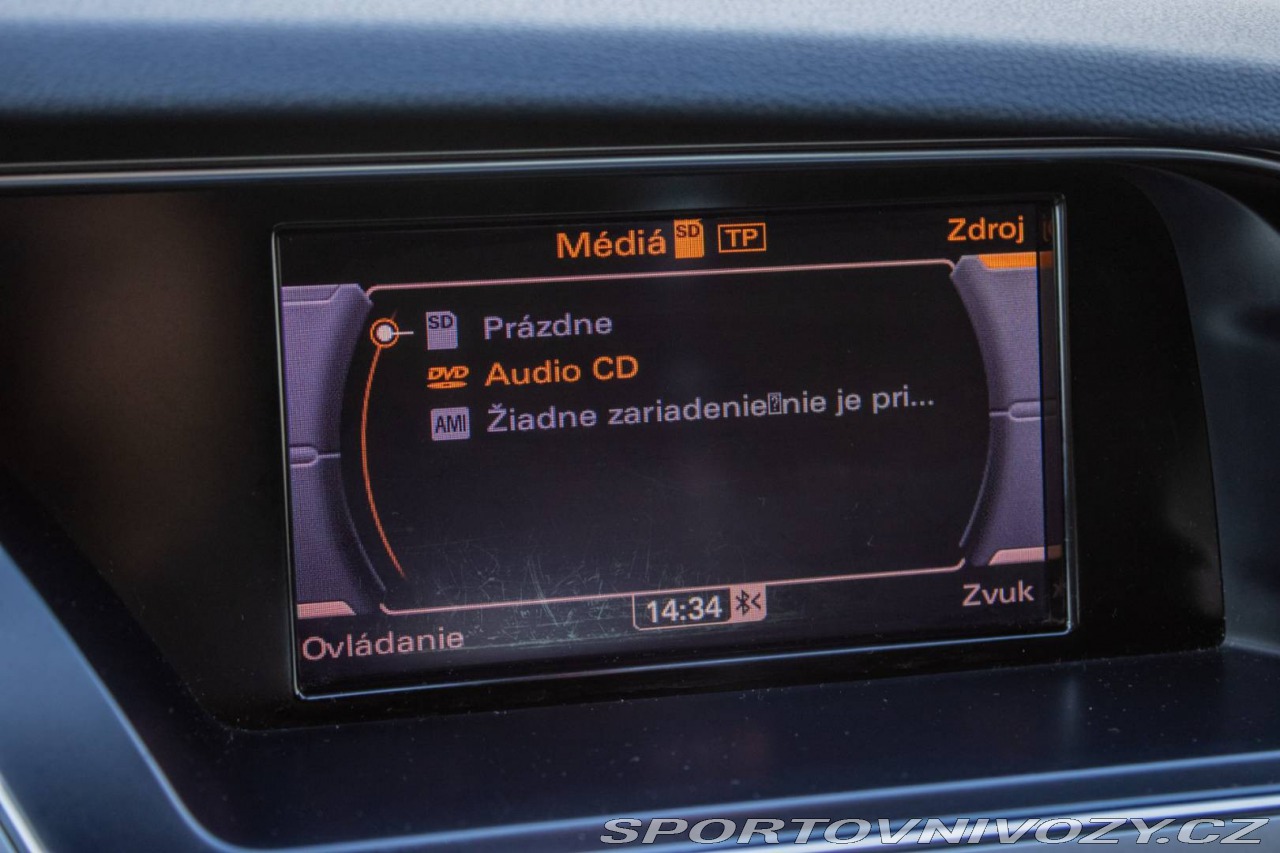 Médiá SD TP
Zdroj
SD Prázdne
DVD Audio CD
AMI Žiadne zariadenie nie je pri...
14:34
Zvuk
Ovládanie
SPORTOVNIVOZY.CZ